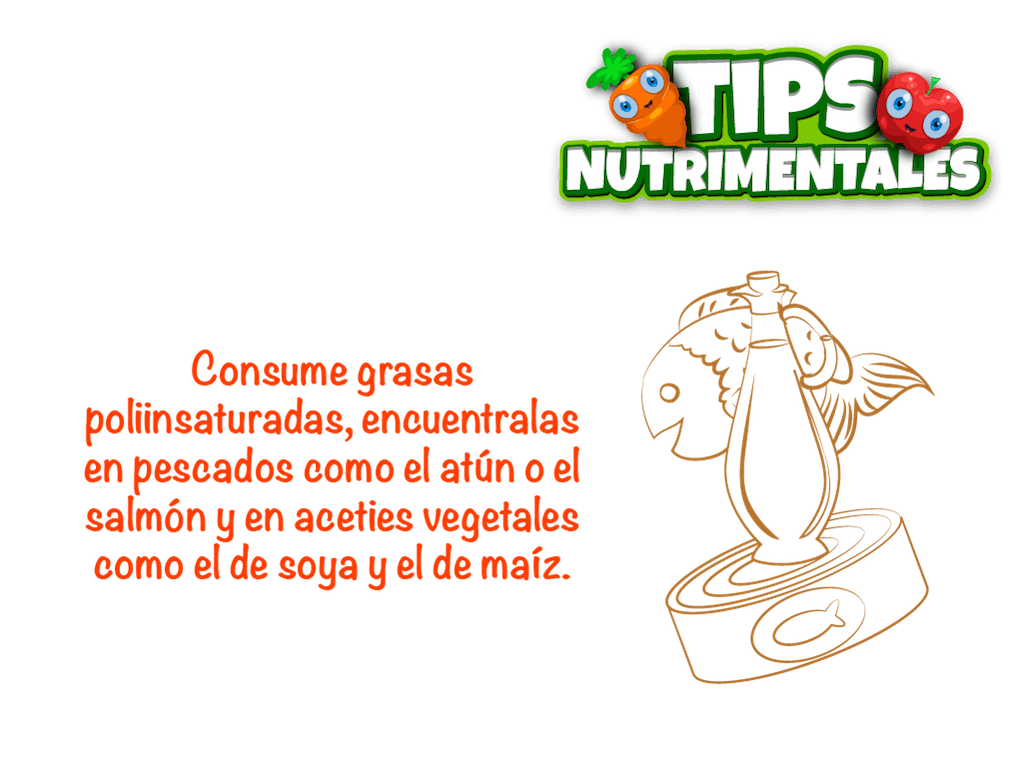 TIPS
NUTRIMENTALES
Consume grasas
poliinsaturadas, encuentralas
en pescados como el atún o el
salmón y en aceties vegetales
como el de soya y el de maíz.